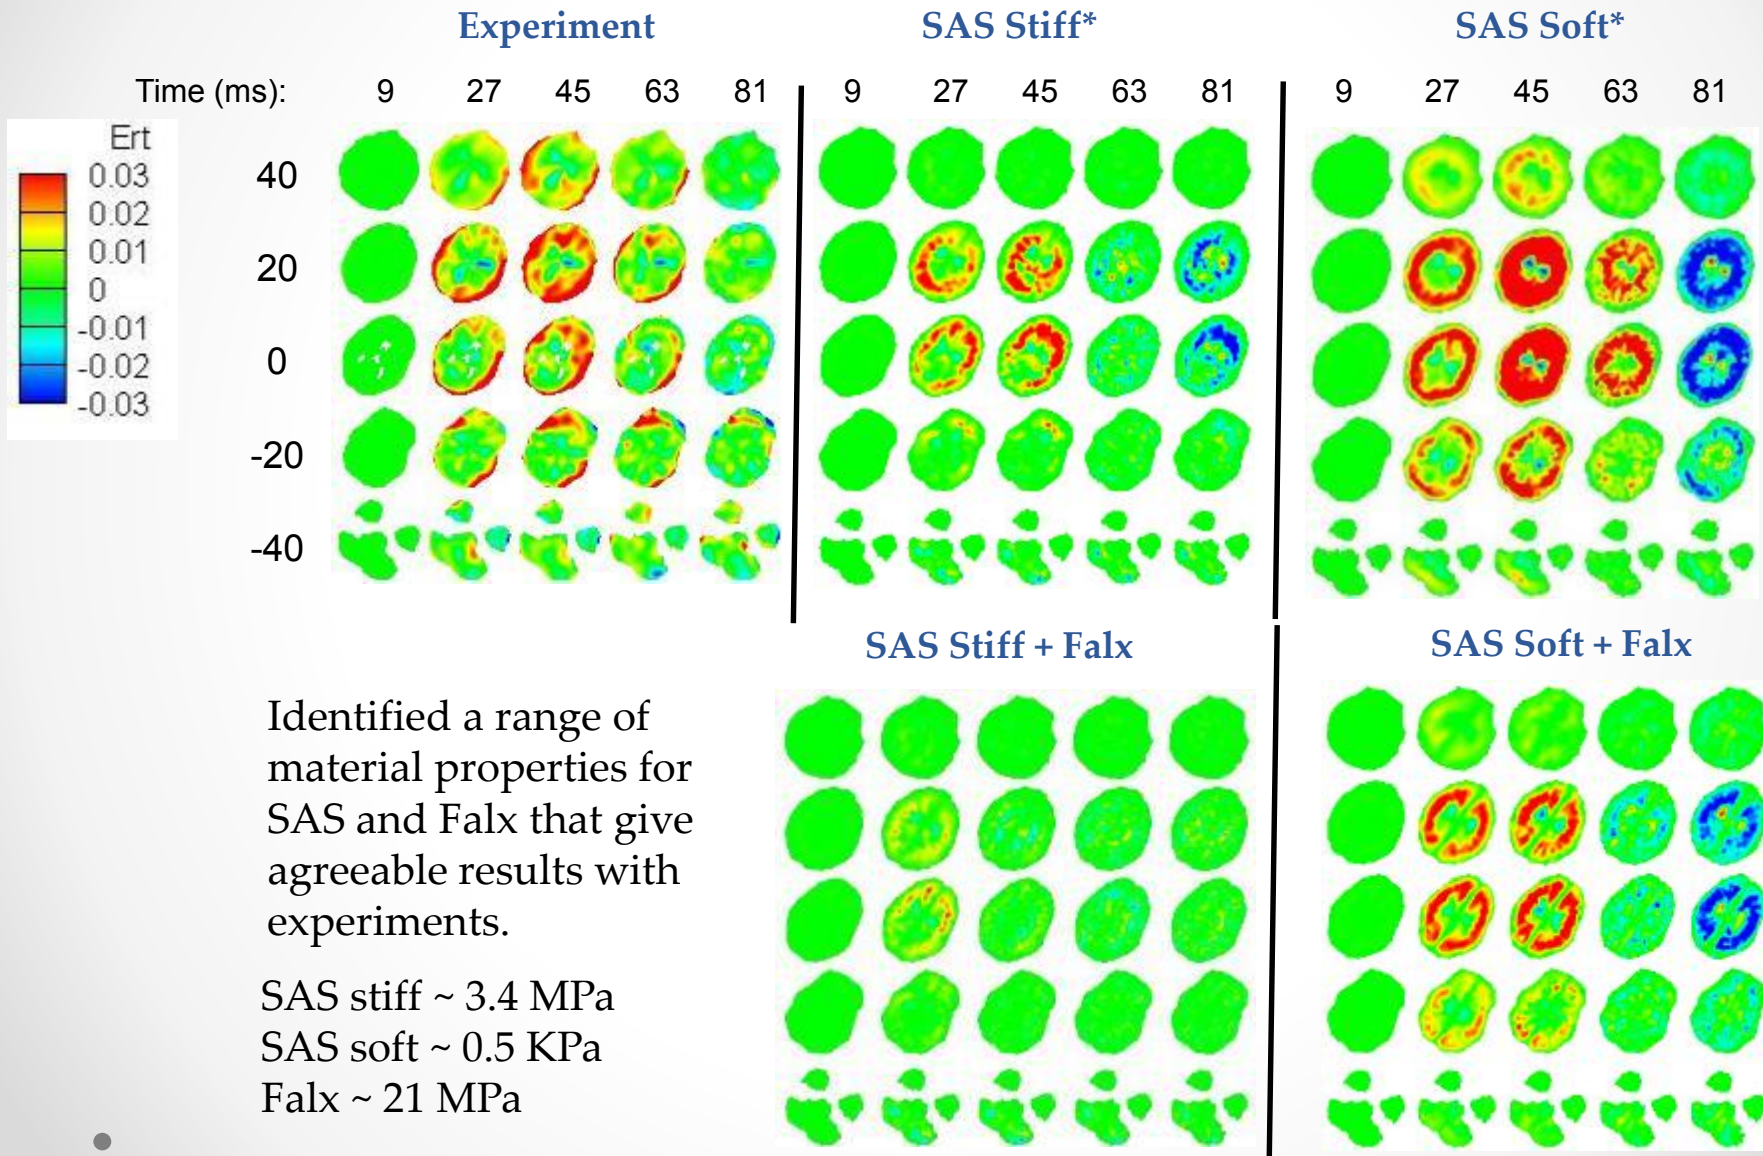 Experiment SAS Stiff* SAS Soft*
Time (ms): 9 27 45 63 81 9 27 45 63 81 9 27 45 63 81
Ert
0.03
0.02
0.01
0
-0.01
-0.02
-0.03
40
20
0
-20
-40
SAS Stiff + Falx SAS Soft + Falx
Identified a range of
material properties for
SAS and Falx that give
agreeable results with
experiments.
SAS stiff ~ 3.4 MPa
SAS soft ~ 0.5 KPa
Falx ~ 21 MPa